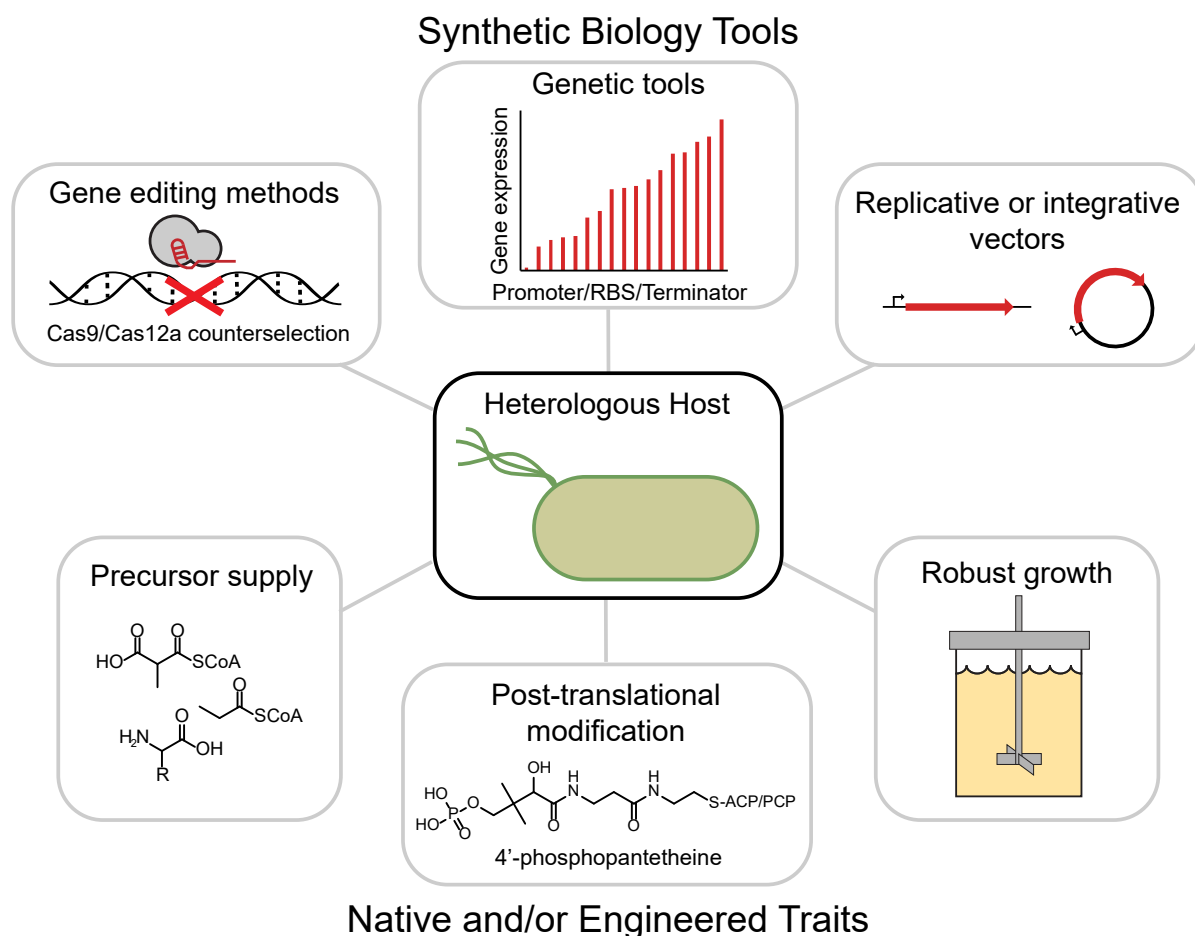 Synthetic Biology Tools
Genetic tools
Gene expression
Promoter/RBS/Terminator
Gene editing methods
Cas9/Cas12a counterselection
Replicative or integrative
vectors
Heterologous Host
Precursor supply
O
O
HO
SCoA
O
SCoA
O
H2N
OH
R
Post-translational
modification
OH
H
N
H
N
HO
O
P
HO
O
O
O
S-ACP/PCP
4’-phosphopantetheine
Robust growth
Native and/or Engineered Traits